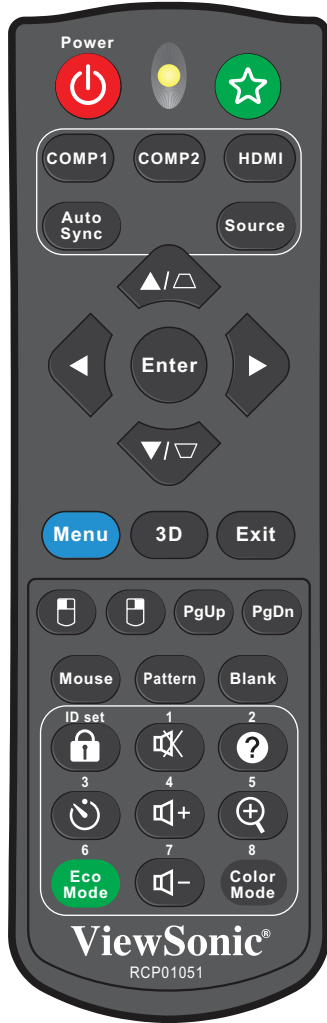 Power
COMP1 COMP2 HDMI
Auto
Sync
Source
Enter
Menu 3D Exit
PgUp PgDn
Mouse Pattern Blank
ID set 1 2
?
3 4 5
+
6 7 8
Eco
Mode
Color
Mode
ViewSonic®
RCP01051